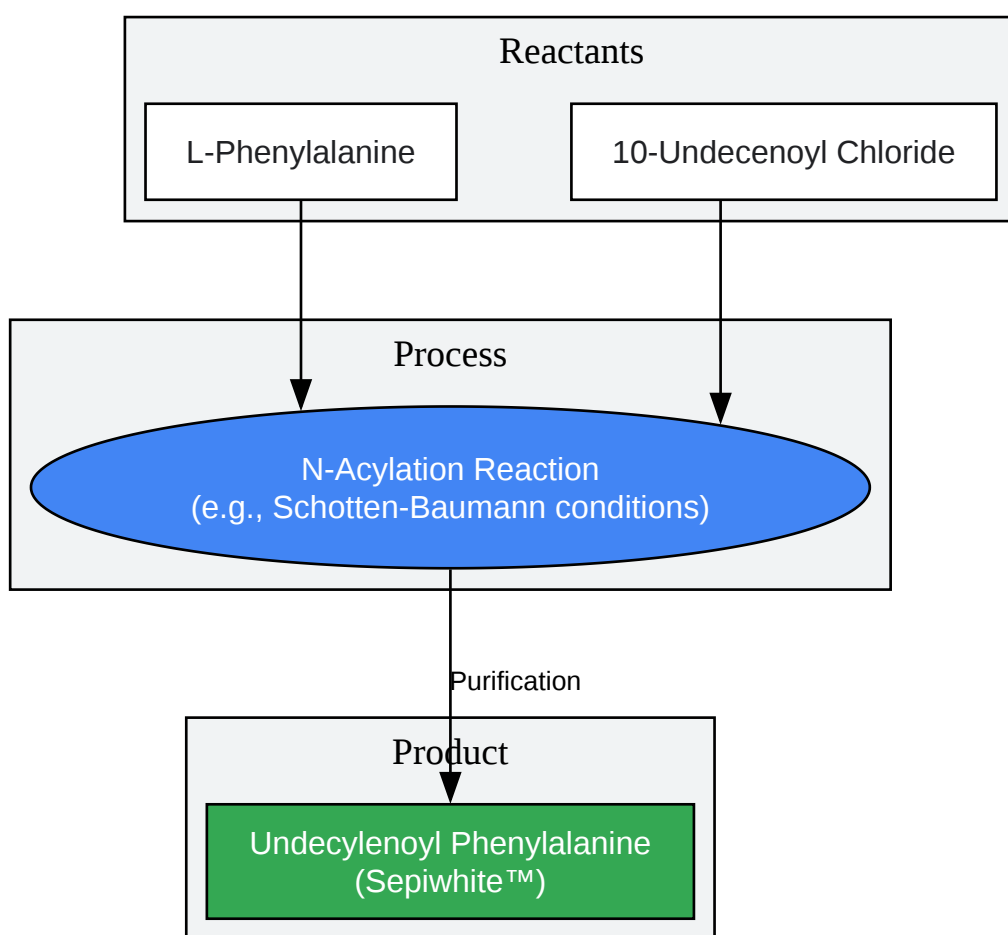 Reactants
L-Phenylalanine
10-Undecenoyl Chloride
Process
N-Acylation Reaction
(e.g., Schotten-Baumann conditions)
Purification
Product
Undecylenoyl Phenylalanine
(Sepiwhite™)